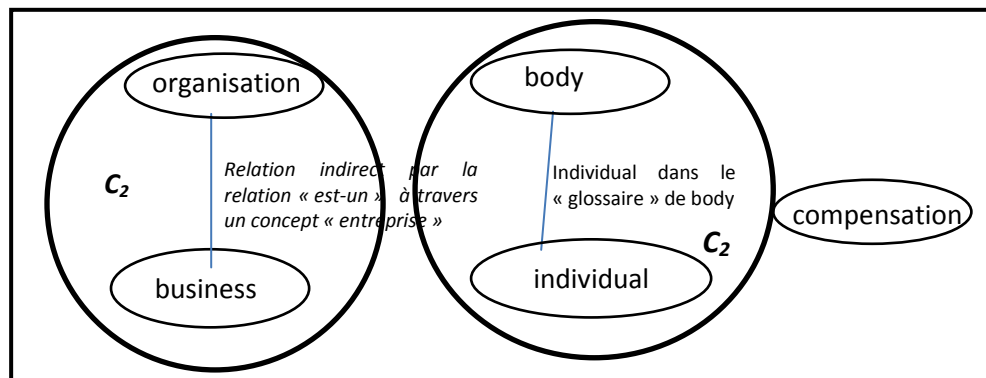 organisation
body
C₂
Relation indirect par la
relation « est-un » à travers
un concept « entreprise »
Individual dans le
« glossaire » de body
compensation
C₂
business
individual